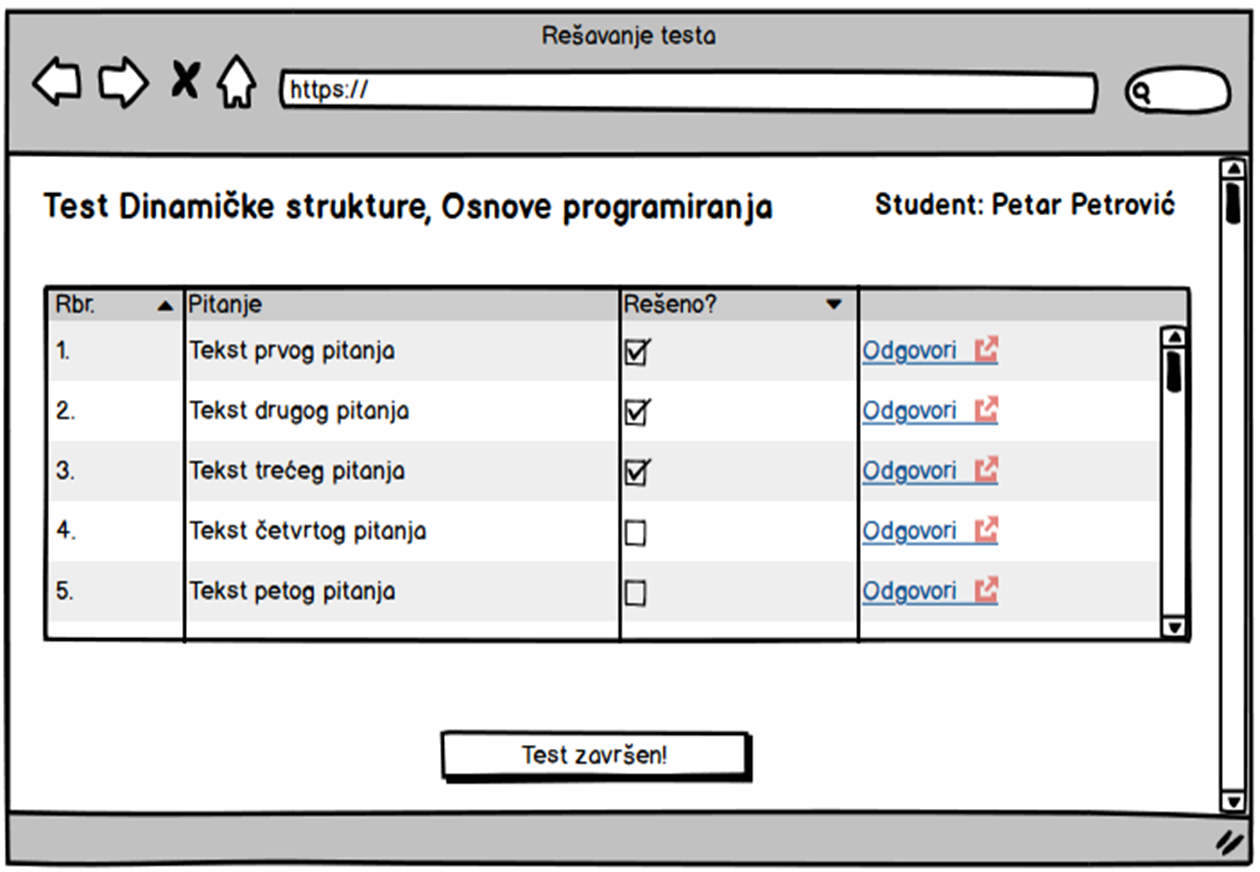 Rešavanje testa
https://
Test Dinamičke strukture, Osnove programiranja
Student: Petar Petrović
Rbr. Pitanje Rešeno?
1. Tekst prvog pitanja Odgovori
2. Tekst drugog pitanja Odgovori
3. Tekst trećeg pitanja Odgovori
4. Tekst četvrtog pitanja Odgovori
5. Tekst petog pitanja Odgovori
Test završen!